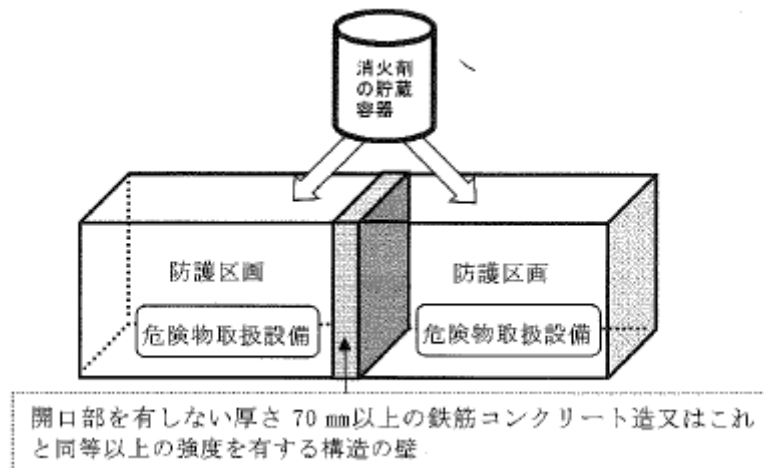 消火剤
の貯蔵
容器
防護区画
防護区画
危険物取扱設備
危険物取扱設備
開口部を有しない厚さ 70 ㎜以上の鉄筋コンクリート造又はこれ
と同等以上の強度を有する構造の壁